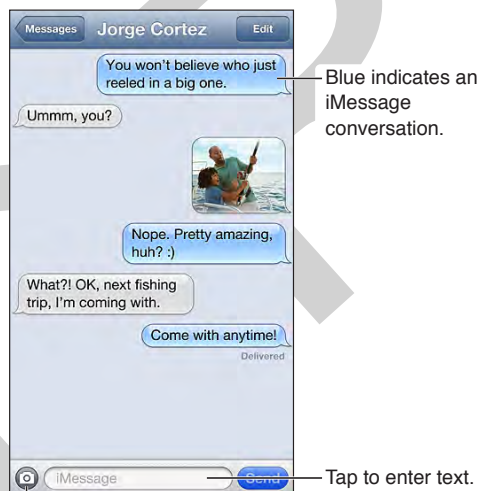 Messages Jorge Cortez Edit
You won't believe who just
reeled in a big one.
Blue indicates an
iMessage
conversation.
Ummm, you?
Nope. Pretty amazing,
huh? :)
What?! OK, next fishing
trip, I'm coming with.
Come with anytime!
Delivered
iMessage Send
Tap to enter text.